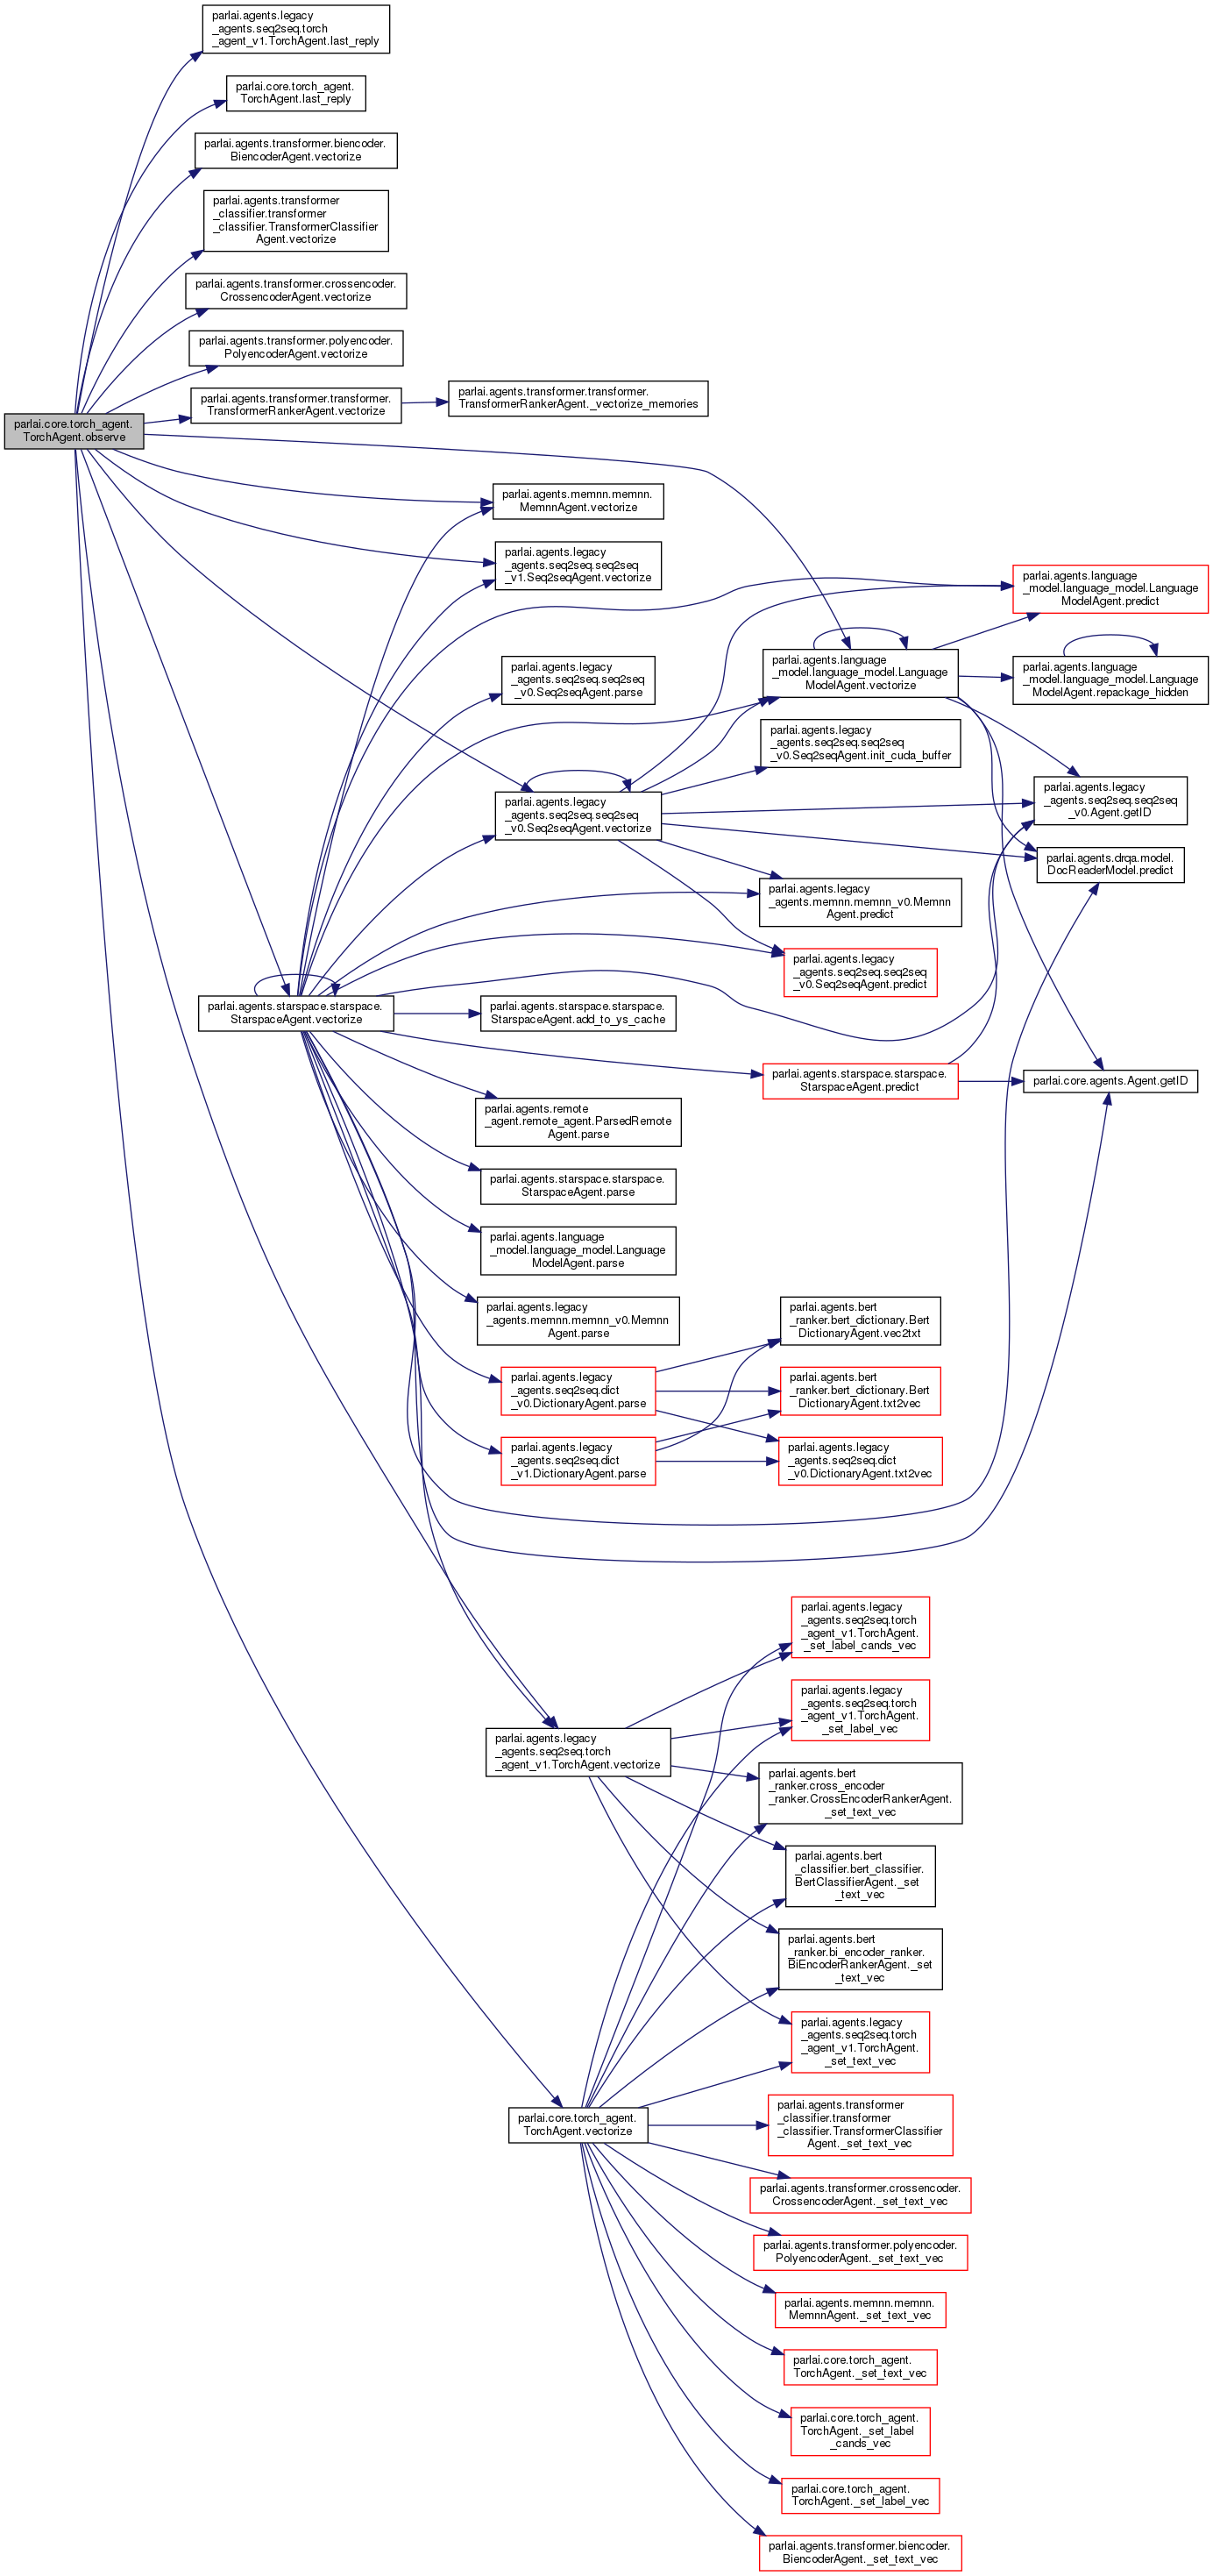 parlai.agents.legacy
_agents.seq2seq.torch
_agent_v1.TorchAgent.last_reply
parlai.core.torch_agent.
TorchAgent.last_reply
parlai.agents.transformer.biencoder.
BiencoderAgent.vectorize
parlai.agents.transformer
_classifier.transformer
_classifier.TransformerClassifier
Agent.vectorize
parlai.agents.transformer.crossencoder.
CrossencoderAgent.vectorize
parlai.agents.transformer.polyencoder.
PolyencoderAgent.vectorize
parlai.agents.transformer.transformer.
TransformerRankerAgent.vectorize
parlai.agents.transformer.transformer.
TransformerRankerAgent._vectorize_memories
parlai.core.torch_agent.
TorchAgent.observe
parlai.agents.memnn.memnn.
MemnnAgent.vectorize
parlai.agents.legacy
_agents.seq2seq.seq2seq
_v1.Seq2seqAgent.vectorize
parlai.agents.language
_model.language_model.Language
ModelAgent.predict
parlai.agents.legacy
_agents.seq2seq.seq2seq
_v0.Seq2seqAgent.parse
parlai.agents.language
_model.language_model.Language
ModelAgent.vectorize
parlai.agents.language
_model.language_model.Language
ModelAgent.repackage_hidden
parlai.agents.legacy
_agents.seq2seq.seq2seq
_v0.Seq2seqAgent.init_cuda_buffer
parlai.agents.legacy
_agents.seq2seq.seq2seq
_v0.Agent.getID
parlai.agents.legacy
_agents.seq2seq.seq2seq
_v0.Seq2seqAgent.vectorize
parlai.agents.drqa.model.
DocReaderModel.predict
parlai.agents.legacy
_agents.memnn.memnn_v0.Memnn
Agent.predict
parlai.agents.legacy
_agents.seq2seq.seq2seq
_v0.Seq2seqAgent.predict
parlai.agents.starspace.starspace.
StarspaceAgent.vectorize
parlai.agents.starspace.starspace.
StarspaceAgent.add_to_ys_cache
parlai.agents.starspace.starspace.
StarspaceAgent.predict
parlai.core.agents.Agent.getID
parlai.agents.remote
_agent.remote_agent.ParsedRemote
Agent.parse
parlai.agents.starspace.starspace.
StarspaceAgent.parse
parlai.agents.language
_model.language_model.Language
ModelAgent.parse
parlai.agents.legacy
_agents.memnn.memnn_v0.Memnn
Agent.parse
parlai.agents.bert
_ranker.bert_dictionary.Bert
DictionaryAgent.vec2txt
parlai.agents.legacy
_agents.seq2seq.dict
_v0.DictionaryAgent.parse
parlai.agents.bert
_ranker.bert_dictionary.Bert
DictionaryAgent.txt2vec
parlai.agents.legacy
_agents.seq2seq.dict
_v1.DictionaryAgent.parse
parlai.agents.legacy
_agents.seq2seq.dict
_v0.DictionaryAgent.txt2vec
parlai.agents.legacy
_agents.seq2seq.torch
_agent_v1.TorchAgent.
_set_label_cands_vec
parlai.agents.legacy
_agents.seq2seq.torch
_agent_v1.TorchAgent.
_set_label_vec
parlai.agents.legacy
_agents.seq2seq.torch
_agent_v1.TorchAgent.vectorize
parlai.agents.bert
_ranker.cross_encoder
_ranker.CrossEncoderRankerAgent.
_set_text_vec
parlai.agents.bert
_classifier.bert_classifier.
BertClassifierAgent._set
_text_vec
parlai.agents.bert
_ranker.bi_encoder_ranker.
BiEncoderRankerAgent._set
_text_vec
parlai.agents.legacy
_agents.seq2seq.torch
_agent_v1.TorchAgent.
_set_text_vec
parlai.core.torch_agent.
TorchAgent.vectorize
parlai.agents.transformer
_classifier.transformer
_classifier.TransformerClassifier
Agent._set_text_vec
parlai.agents.transformer.crossencoder.
CrossencoderAgent._set_text_vec
parlai.agents.transformer.polyencoder.
PolyencoderAgent._set_text_vec
parlai.agents.memnn.memnn.
MemnnAgent._set_text_vec
parlai.core.torch_agent.
TorchAgent._set_text_vec
parlai.core.torch_agent.
TorchAgent._set_label
_cands_vec
parlai.core.torch_agent.
TorchAgent._set_label_vec
parlai.agents.transformer.biencoder.
BiencoderAgent._set_text_vec